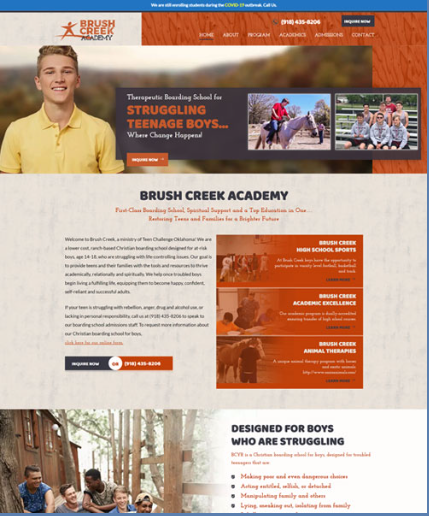 We are still enrolling students during the COVID-19 outbreak. Call Us.
BRUSH
CREEK
ACADEMY
(918) 435-8206
INQUIRE NOW
HOME ABOUT PROGRAM ACADEMICS ADMISSIONS CONTACT
Therapeutic Boarding School for
STRUGGLING
TEENAGE BOYS...
Where Change Happens!
INQUIRE NOW
BRUSH CREEK ACADEMY
First-Class Boarding School, Spiritual Support and a Top Education in One...
Restoring Teens and Families for a Brighter Future
Welcome to Brush Creek, a ministry of Teen Challenge Oklahoma! We are
a lower cost, ranch-based Christian boarding school designed for at-risk
boys, age 14-18, who are struggling with life-controlling issues. Our goal is
to provide teens and their families with the tools and resources to thrive
academically, relationally and spiritually. We help once troubled boys
begin living a fulfilling life, equipping them to become happy, confident,
self-reliant and successful adults.
If your teen is struggling with rebellion, anger, drug and alcohol use, or
lacking in personal responsibility, call us at (918) 435-8206 to speak to
our boarding school admissions staff. To request more information about
our Christian boarding school for boys,
click here for our online form.
INQUIRE NOW OR (918) 435-8206
BRUSH CREEK
HIGH SCHOOL SPORTS
At Brush Creek boys have the opportunity to
participate in varsity level football, basketball,
and track.
LEARN MORE
BRUSH CREEK
ACADEMIC EXCELLENCE
Our academic program is dually-accredited
ensuring transfer of high school courses.
LEARN MORE
BRUSH CREEK
ANIMAL THERAPIES
A unique animal therapy program with horses
and exotic animals.
LEARN MORE
DESIGNED FOR BOYS
WHO ARE STRUGGLING
BCYR is a Christian boarding school for boys, designed for troubled
teenagers that are:
Making poor and even dangerous choices
Acting entitled, selfish, or detached
Manipulating family and others
Lying, sneaking out, isolating from family